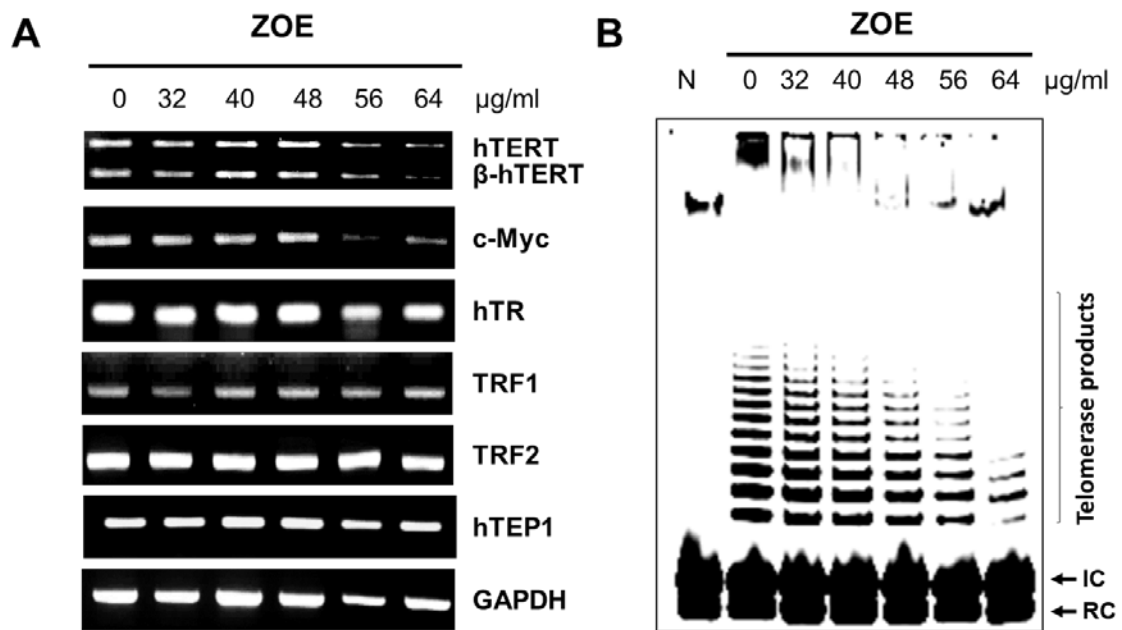 A
ZOE
0 32 40 48 56 64 μg/ml
hTERT
β-hTERT
c-Myc
hTR
TRF1
TRF2
hTEP1
GAPDH
B
ZOE
N 0 32 40 48 56 64 μg/ml
Telomerase products
← IC
← RC